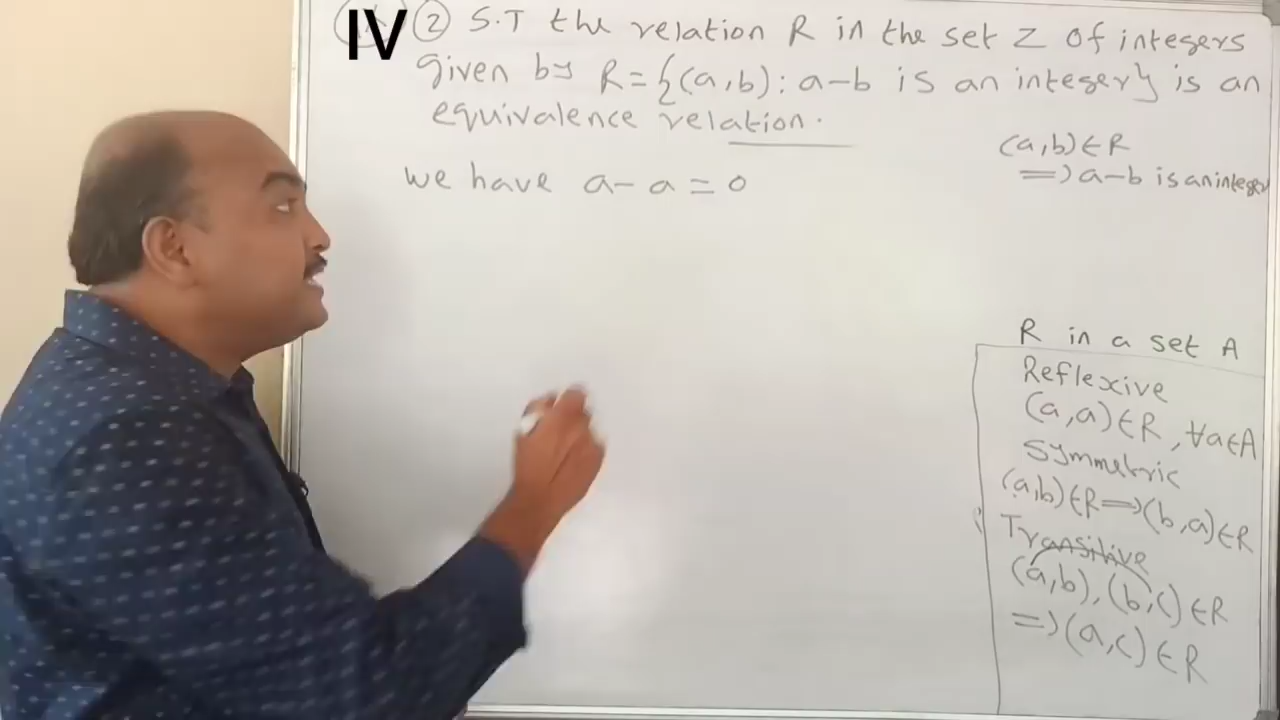 IV ② S.T the relation R in the set Z of integers
given by R={(a,b): a-b is an integer} is an
equivalence relation.
(a,b)∈R
⟹ a-b is an integer
we have a-a=0
R in a set A
Reflexive
(a,a)∈R, ∀a∈A
Symmetric
(a,b)∈R⟹(b,a)∈R
Transitive
(a,b),(b,c)∈R
⟹(a,c)∈R